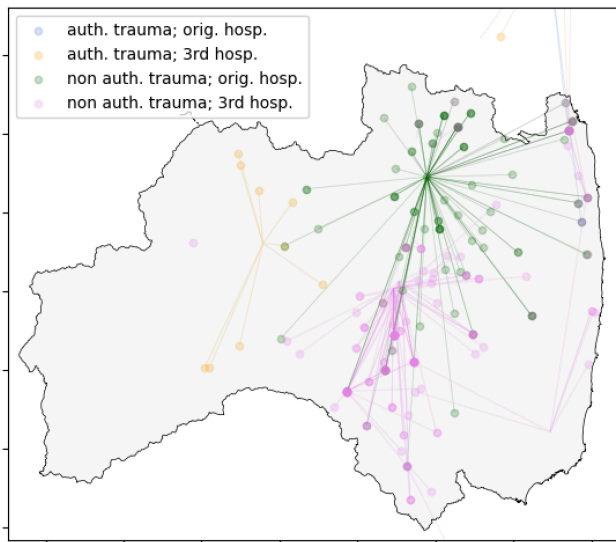 auth. trauma; orig. hosp.
auth. trauma; 3rd hosp.
non auth. trauma; orig. hosp.
non auth. trauma; 3rd hosp.